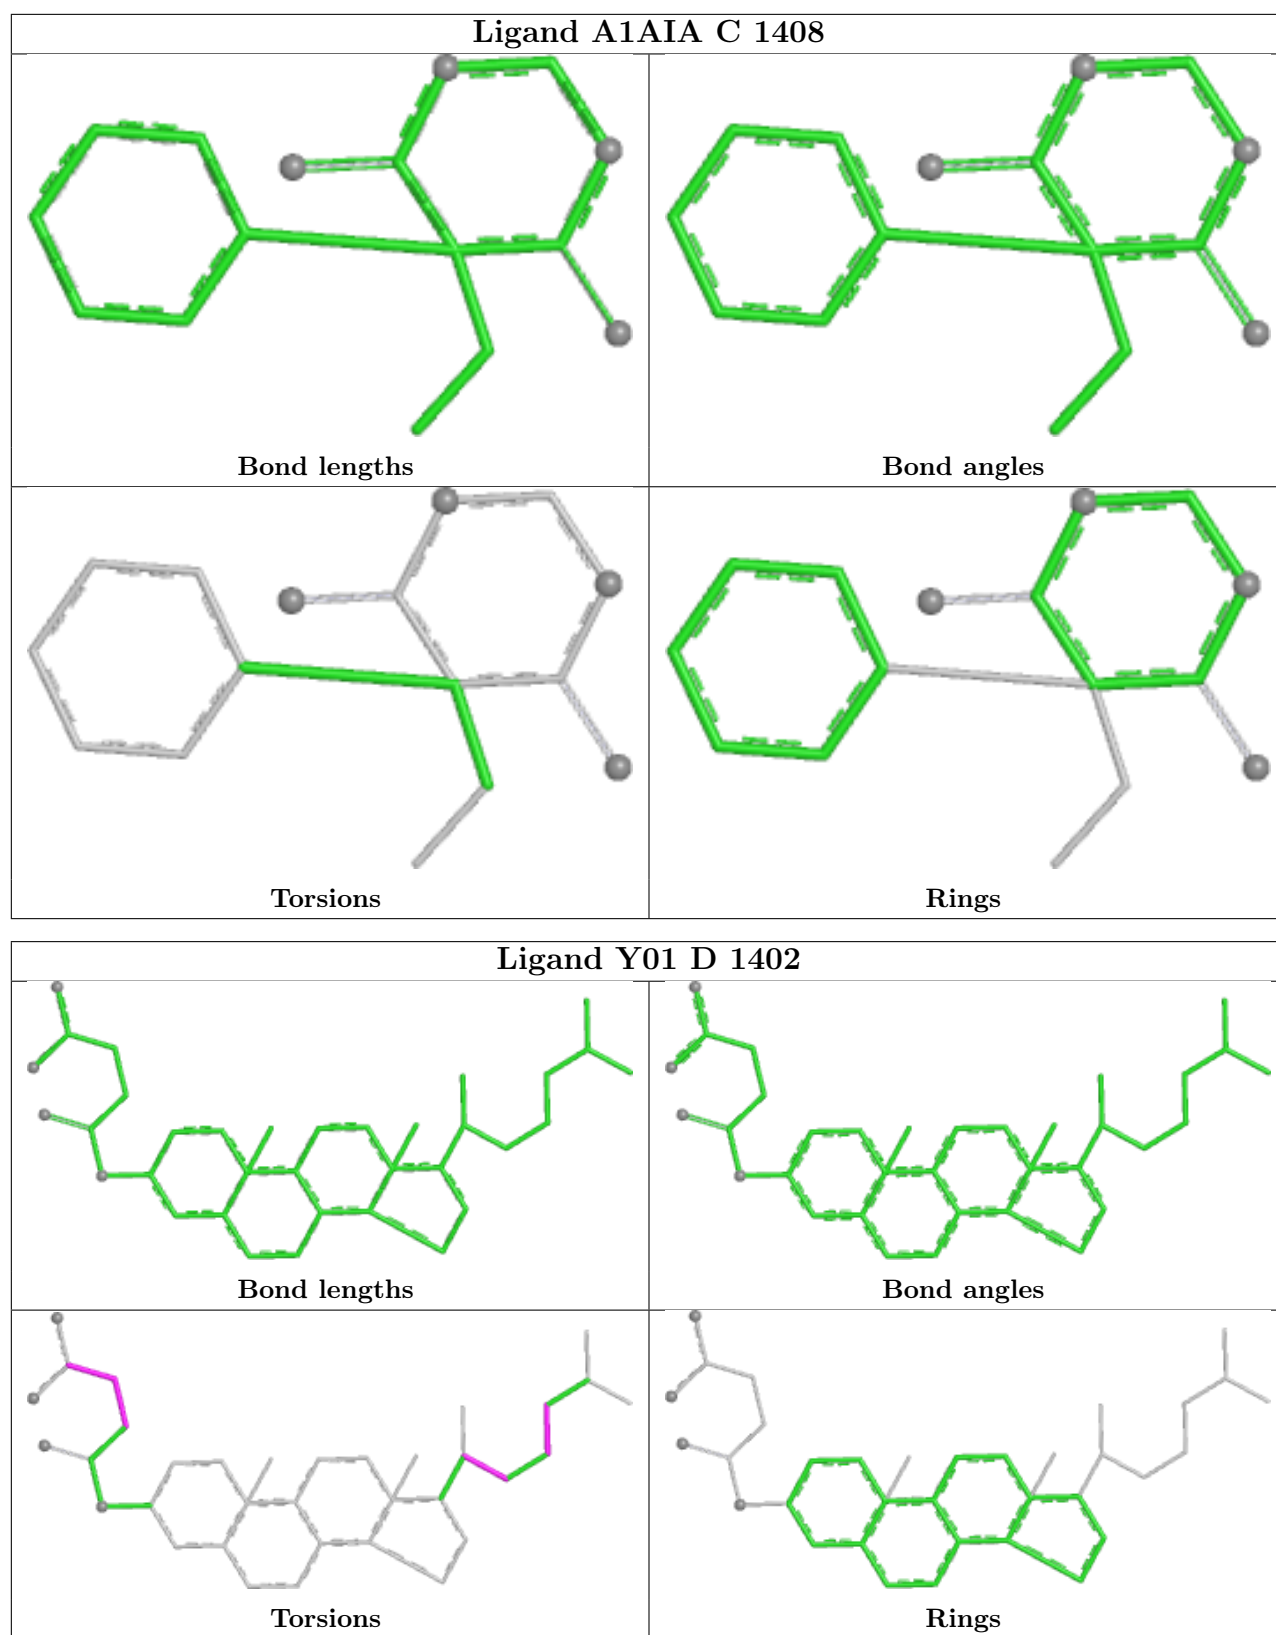 Ligand A1AIA C 1408
Bond lengths
Bond angles
Torsions
Rings
Ligand Y01 D 1402
Bond lengths
Bond angles
Torsions
Rings